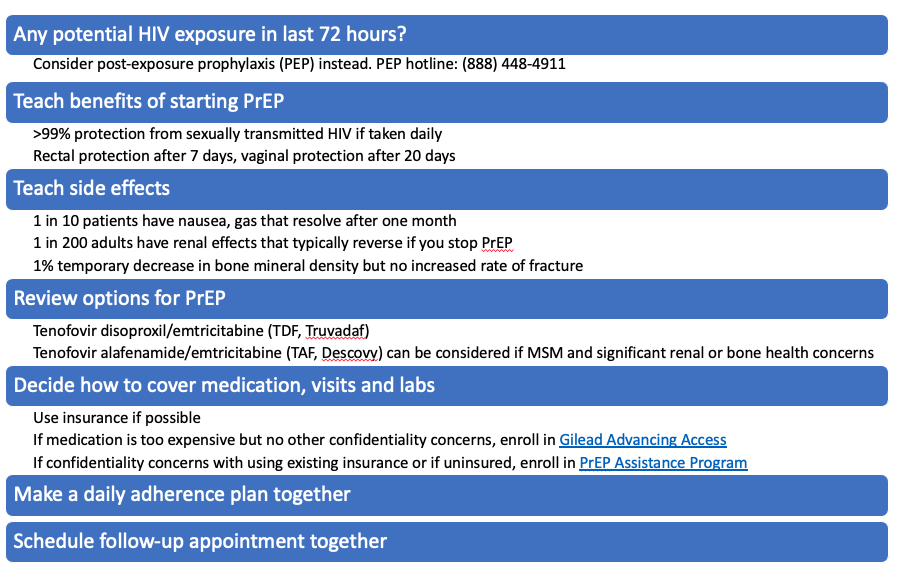 Any potential HIV exposure in last 72 hours?
Consider post-exposure prophylaxis (PEP) instead. PEP hotline: (888) 448-4911
Teach benefits of starting PrEP
>99% protection from sexually transmitted HIV if taken daily
Rectal protection after 7 days, vaginal protection after 20 days
Teach side effects
1 in 10 patients have nausea, gas that resolve after one month
1 in 200 adults have renal effects that typically reverse if you stop PrEP
1% temporary decrease in bone mineral density but no increased rate of fracture
Review options for PrEP
Tenofovir disoproxil/emtricitabine (TDF, Truvadaf)
Tenofovir alafenamide/emtricitabine (TAF, Descovy) can be considered if MSM and significant renal or bone health concerns
Decide how to cover medication, visits and labs
Use insurance if possible
If medication is too expensive but no other confidentiality concerns, enroll in Gilead Advancing Access
If confidentiality concerns with using existing insurance or if uninsured, enroll in PrEP Assistance Program
Make a daily adherence plan together
Schedule follow-up appointment together